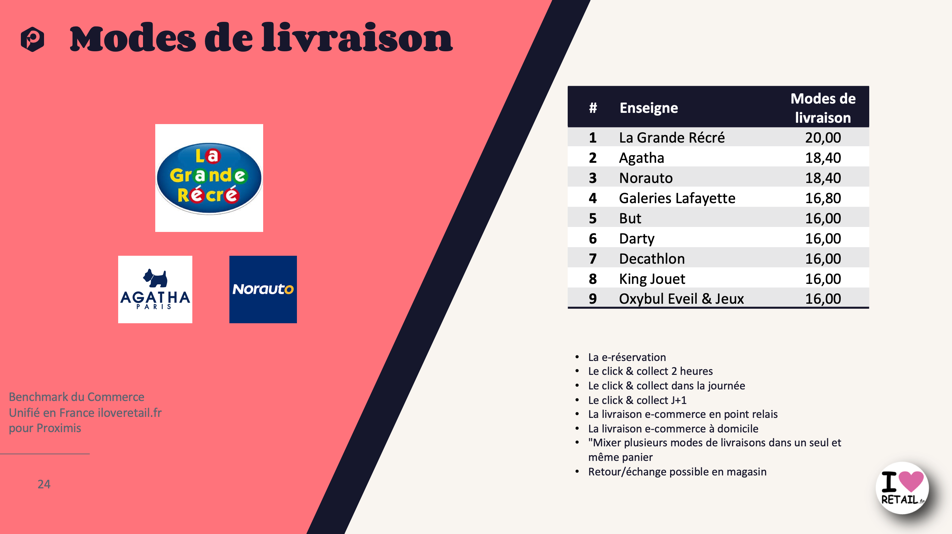 Modes de livraison
La
Grande
Récré
AGATHA
PARIS
Norauto
Benchmark du Commerce
Unifié en France iloveretail.fr
pour Proximis
24
# Enseigne Modes de livraison
1 La Grande Récré 20,00
2 Agatha 18,40
3 Norauto 18,40
4 Galeries Lafayette 16,80
5 But 16,00
6 Darty 16,00
7 Decathlon 16,00
8 King Jouet 16,00
9 Oxybul Eveil & Jeux 16,00
• La e-réservation
• Le click & collect 2 heures
• Le click & collect dans la journée
• Le click & collect J+1
• La livraison e-commerce en point relais
• La livraison e-commerce à domicile
• "Mixer plusieurs modes de livraisons dans un seul et
même panier
• Retour/échange possible en magasin
I
RETAIL.fr